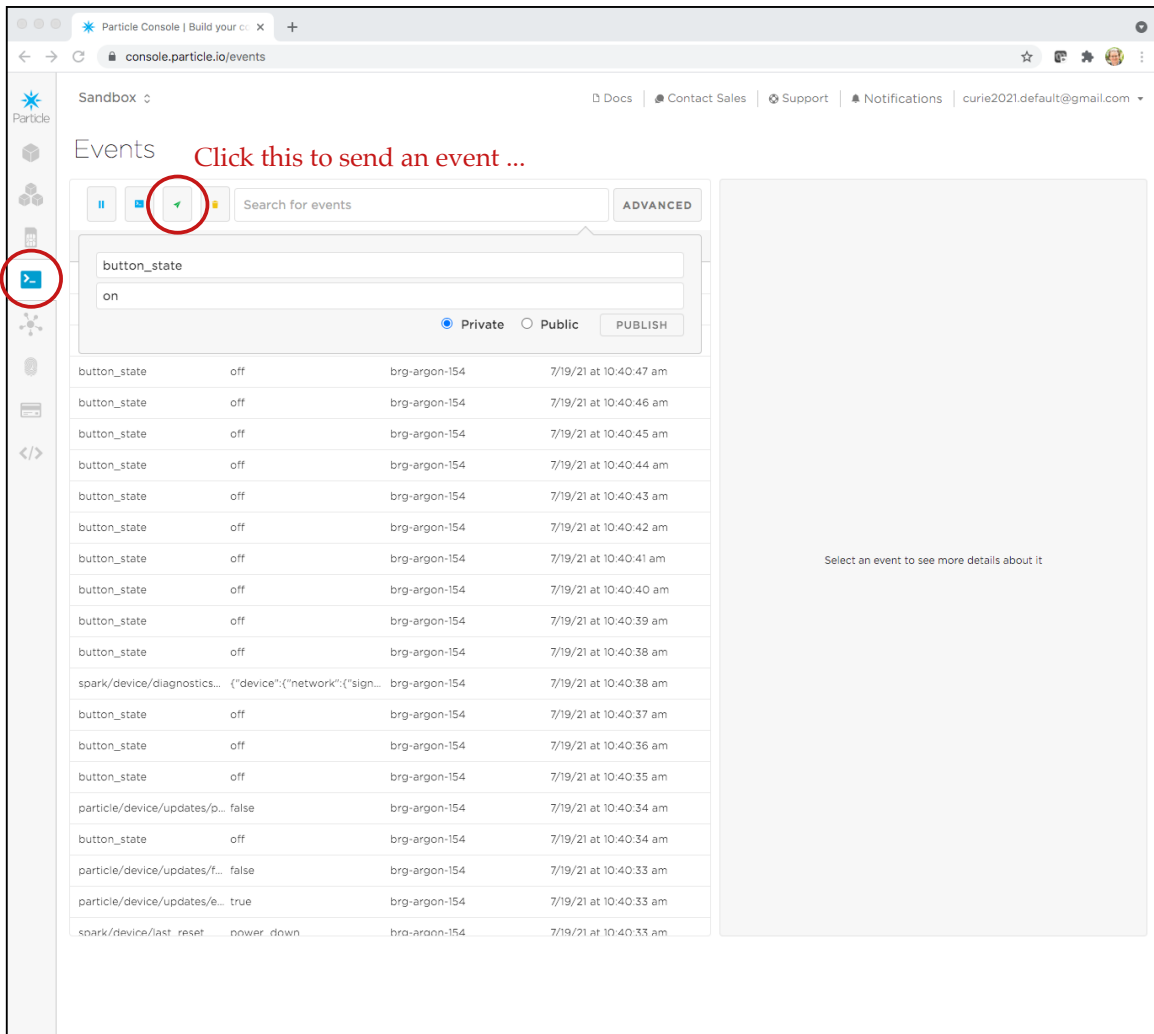 Particle Console | Build your co
console.particle.io/events
Particle
Sandbox
Docs Contact Sales Support Notifications curie2021.default@gmail.com
Events
Click this to send an event ...
Search for events ADVANCED
button_state
on
Private Public PUBLISH
button_state off brg-argon-154 7/19/21 at 10:40:47 am
button_state off brg-argon-154 7/19/21 at 10:40:46 am
button_state off brg-argon-154 7/19/21 at 10:40:45 am
button_state off brg-argon-154 7/19/21 at 10:40:44 am
button_state off brg-argon-154 7/19/21 at 10:40:43 am
button_state off brg-argon-154 7/19/21 at 10:40:42 am
button_state off brg-argon-154 7/19/21 at 10:40:41 am
Select an event to see more details about it
button_state off brg-argon-154 7/19/21 at 10:40:40 am
button_state off brg-argon-154 7/19/21 at 10:40:39 am
button_state off brg-argon-154 7/19/21 at 10:40:38 am
spark/device/diagnostics... {"device":{"network":{"sign... brg-argon-154 7/19/21 at 10:40:38 am
button_state off brg-argon-154 7/19/21 at 10:40:37 am
button_state off brg-argon-154 7/19/21 at 10:40:36 am
button_state off brg-argon-154 7/19/21 at 10:40:35 am
particle/device/updates/p... false brg-argon-154 7/19/21 at 10:40:34 am
button_state off brg-argon-154 7/19/21 at 10:40:34 am
particle/device/updates/f... false brg-argon-154 7/19/21 at 10:40:33 am
particle/device/updates/e... true brg-argon-154 7/19/21 at 10:40:33 am
spark/device/last_reset power_down brg-argon-154 7/19/21 at 10:40:33 am